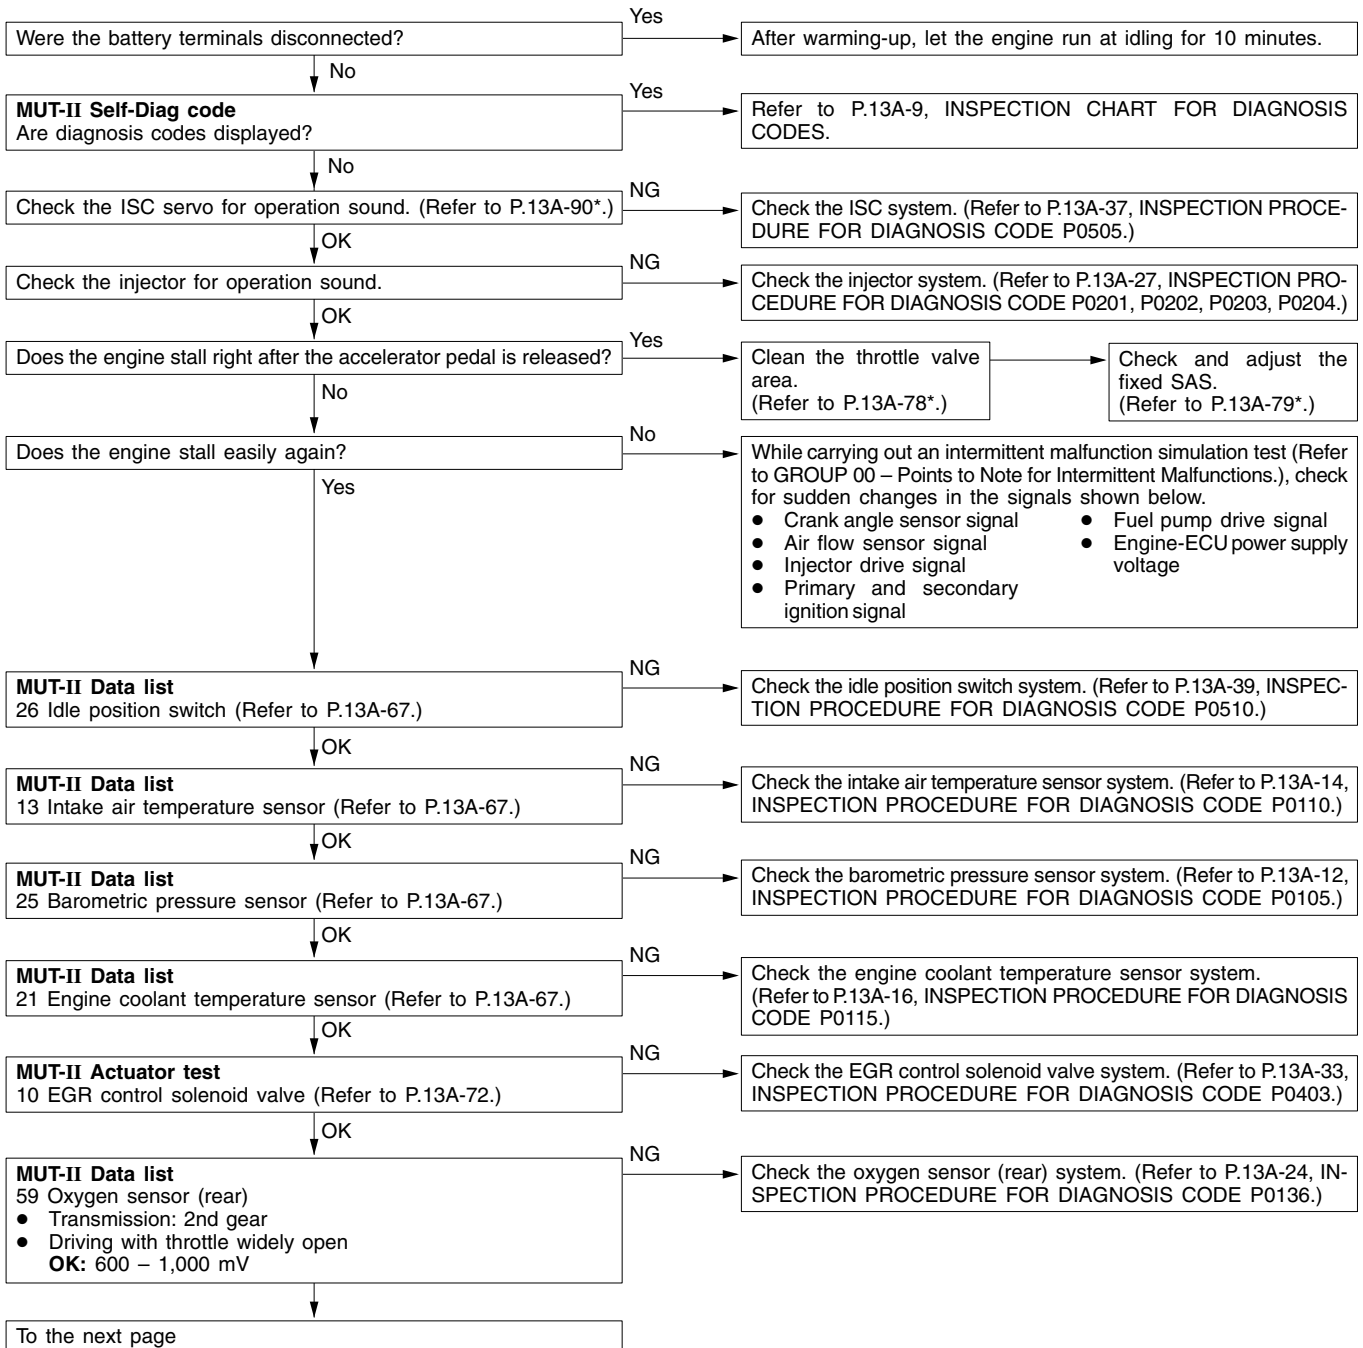 Were the battery terminals disconnected?
Yes
After warming-up, let the engine run at idling for 10 minutes.
No
MUT-II Self-Diag code
Are diagnosis codes displayed?
Yes
Refer to P.13A-9, INSPECTION CHART FOR DIAGNOSIS
CODES.
No
Check the ISC servo for operation sound. (Refer to P.13A-90*.)
NG
Check the ISC system. (Refer to P.13A-37, INSPECTION PROCE-
DURE FOR DIAGNOSIS CODE P0505.)
OK
Check the injector for operation sound.
NG
Check the injector system. (Refer to P.13A-27, INSPECTION PRO-
CEDURE FOR DIAGNOSIS CODE P0201, P0202, P0203, P0204.)
OK
Does the engine stall right after the accelerator pedal is released?
Yes
Clean the throttle valve
area.
(Refer to P.13A-78*.)
Check and adjust the
fixed SAS.
(Refer to P.13A-79*.)
No
Does the engine stall easily again?
No
While carrying out an intermittent malfunction simulation test (Refer
to GROUP 00 – Points to Note for Intermittent Malfunctions.), check
for sudden changes in the signals shown below.
● Crank angle sensor signal
● Air flow sensor signal
● Injector drive signal
● Primary and secondary
ignition signal
● Fuel pump drive signal
● Engine-ECU power supply
voltage
Yes
MUT-II Data list
26 Idle position switch (Refer to P.13A-67.)
NG
Check the idle position switch system. (Refer to P.13A-39, INSPEC-
TION PROCEDURE FOR DIAGNOSIS CODE P0510.)
OK
MUT-II Data list
13 Intake air temperature sensor (Refer to P.13A-67.)
NG
Check the intake air temperature sensor system. (Refer to P.13A-14,
INSPECTION PROCEDURE FOR DIAGNOSIS CODE P0110.)
OK
MUT-II Data list
25 Barometric pressure sensor (Refer to P.13A-67.)
NG
Check the barometric pressure sensor system. (Refer to P.13A-12,
INSPECTION PROCEDURE FOR DIAGNOSIS CODE P0105.)
OK
MUT-II Data list
21 Engine coolant temperature sensor (Refer to P.13A-67.)
NG
Check the engine coolant temperature sensor system.
(Refer to P.13A-16, INSPECTION PROCEDURE FOR DIAGNOSIS
CODE P0115.)
OK
MUT-II Actuator test
10 EGR control solenoid valve (Refer to P.13A-72.)
NG
Check the EGR control solenoid valve system. (Refer to P.13A-33,
INSPECTION PROCEDURE FOR DIAGNOSIS CODE P0403.)
OK
MUT-II Data list
59 Oxygen sensor (rear)
● Transmission: 2nd gear
● Driving with throttle widely open
OK: 600 – 1,000 mV
NG
Check the oxygen sensor (rear) system. (Refer to P.13A-24, IN-
SPECTION PROCEDURE FOR DIAGNOSIS CODE P0136.)
To the next page